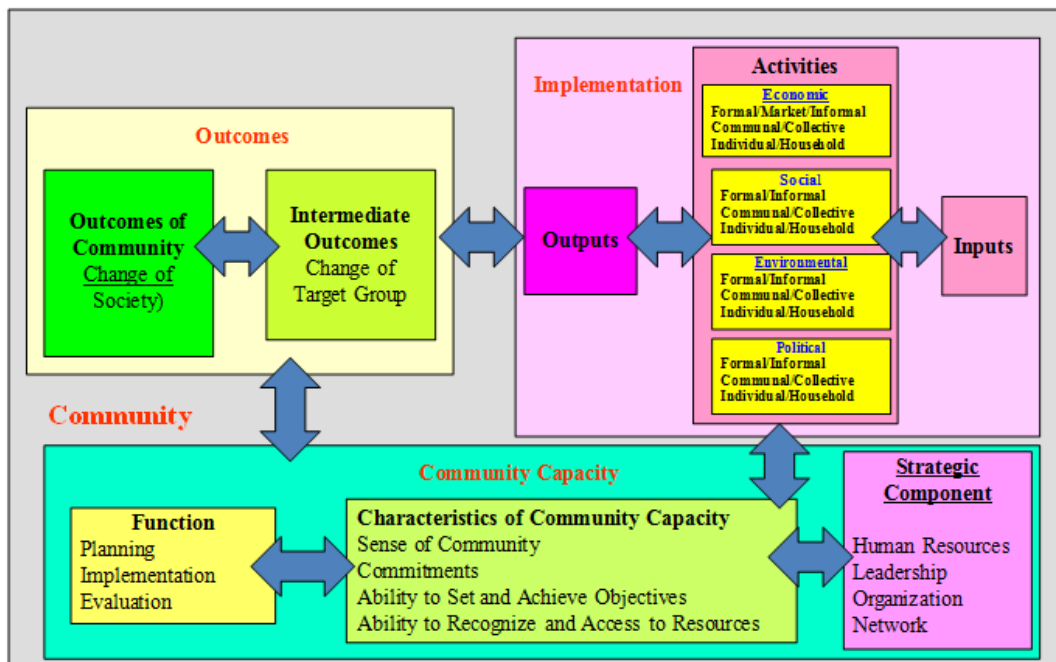 Outcomes
Outcomes of
Community
Change of
Society)
Intermediate
Outcomes
Change of
Target Group
Implementation
Outputs
Activities
Economic
Formal/Market/Informal
Communal/Collective
Individual/Household
Social
Formal/Informal
Communal/Collective
Individual/Household
Environmental
Formal/Informal
Communal/Collective
Individual/Household
Political
Formal/Informal
Communal/Collective
Individual/Household
Inputs
Community
Community Capacity
Function
Planning
Implementation
Evaluation
Characteristics of Community Capacity
Sense of Community
Commitments
Ability to Set and Achieve Objectives
Ability to Recognize and Access to Resources
Strategic
Component
Human Resources
Leadership
Organization
Network